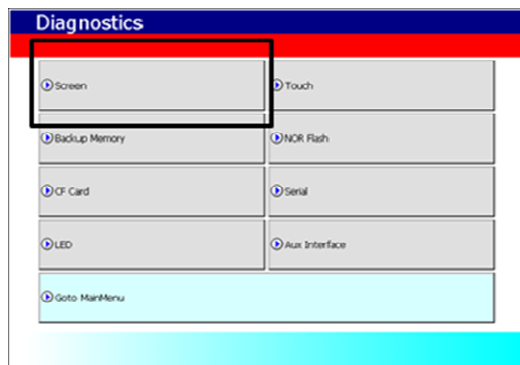 Diagnostics
Screen
Touch
Backup Memory
NOR Flash
CF Card
Serial
LED
Aux Interface
Goto MainMenu